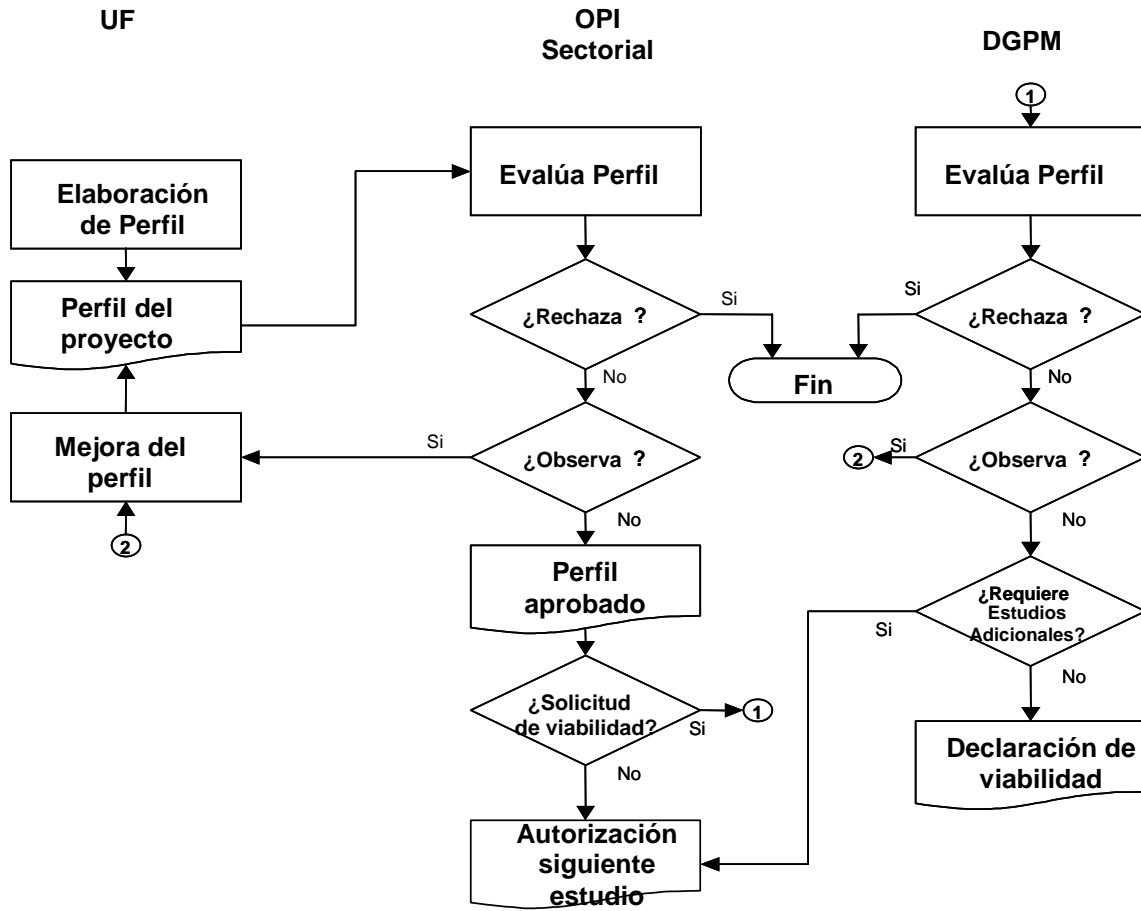 UF
OPI
Sectorial
DGPM
1
Elaboración
de Perfil
Evalúa Perfil
Evalúa Perfil
Perfil del
proyecto
¿Rechaza ?
Si
Si
¿Rechaza ?
Fin
No
No
Mejora del
perfil
Si
¿Observa ?
2
Si
¿Observa ?
2
No
No
Perfil
aprobado
¿Requiere
Estudios
Adicionales?
Si
No
¿Solicitud
de viabilidad?
Si
1
No
Declaración de
viabilidad
Autorización
siguiente
estudio